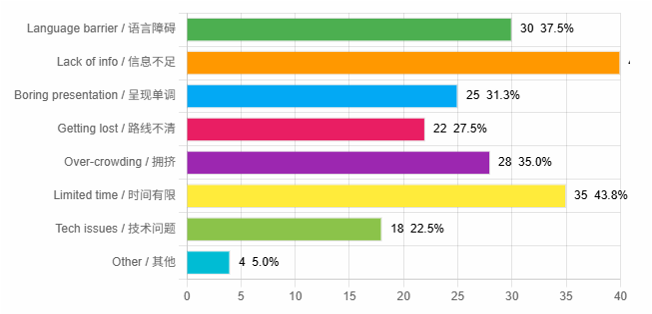 Language barrier / 语言障碍 30 37.5%
Lack of info / 信息不足
Boring presentation / 呈现单调 25 31.3%
Getting lost / 路线不清 22 27.5%
Over-crowding / 拥挤 28 35.0%
Limited time / 时间有限 35 43.8%
Tech issues / 技术问题 18 22.5%
Other / 其他 4 5.0%
0 5 10 15 20 25 30 35 40